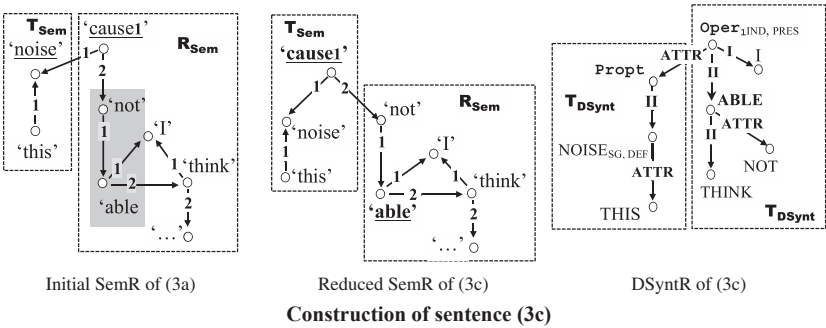 T_Sem
'cause1'
R_Sem
'noise'
1
2
'not'
1
1
'I'
'this'
1
1
'think'
2
'able
2
'…'
Initial SemR of (3a)
T_Sem
'cause1'
R_Sem
1
2
'not'
'noise'
1
1
'I'
'this'
1
1
'think'
2
'able'
2
'…'
Reduced SemR of (3c)
Oper₁IND, PRES
ATTR
I
I
Propt
II
T_DSynt
II
ABLE
II
ATTR
NOISE SG, DEF
NOT
ATTR
THINK
THIS
T_DSynt
DSyntR of (3c)
Construction of sentence (3c)